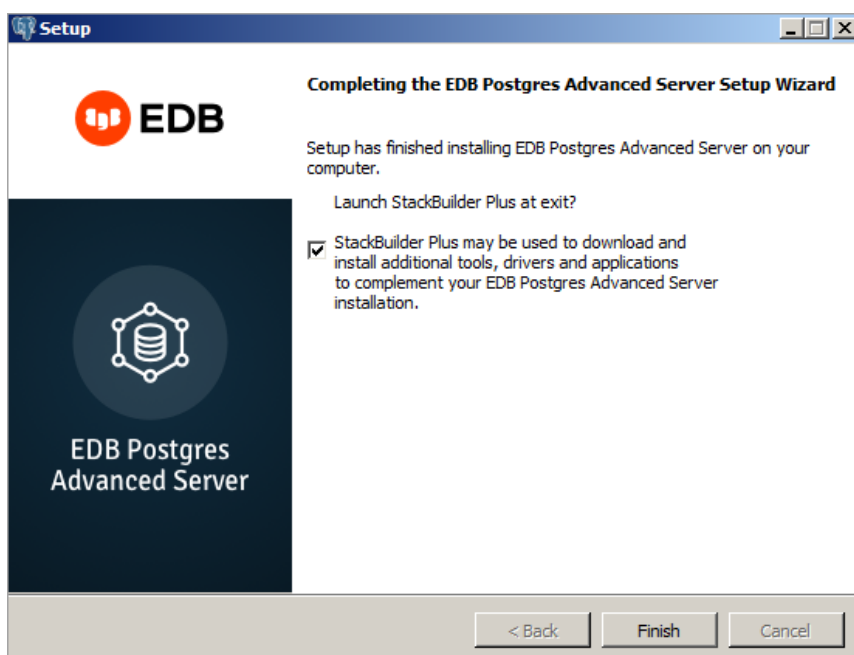 Setup
EDB
Completing the EDB Postgres Advanced Server Setup Wizard
Setup has finished installing EDB Postgres Advanced Server on your
computer.
Launch StackBuilder Plus at exit?
StackBuilder Plus may be used to download and
install additional tools, drivers and applications
to complement your EDB Postgres Advanced Server
installation.
EDB Postgres
Advanced Server
< Back
Finish
Cancel